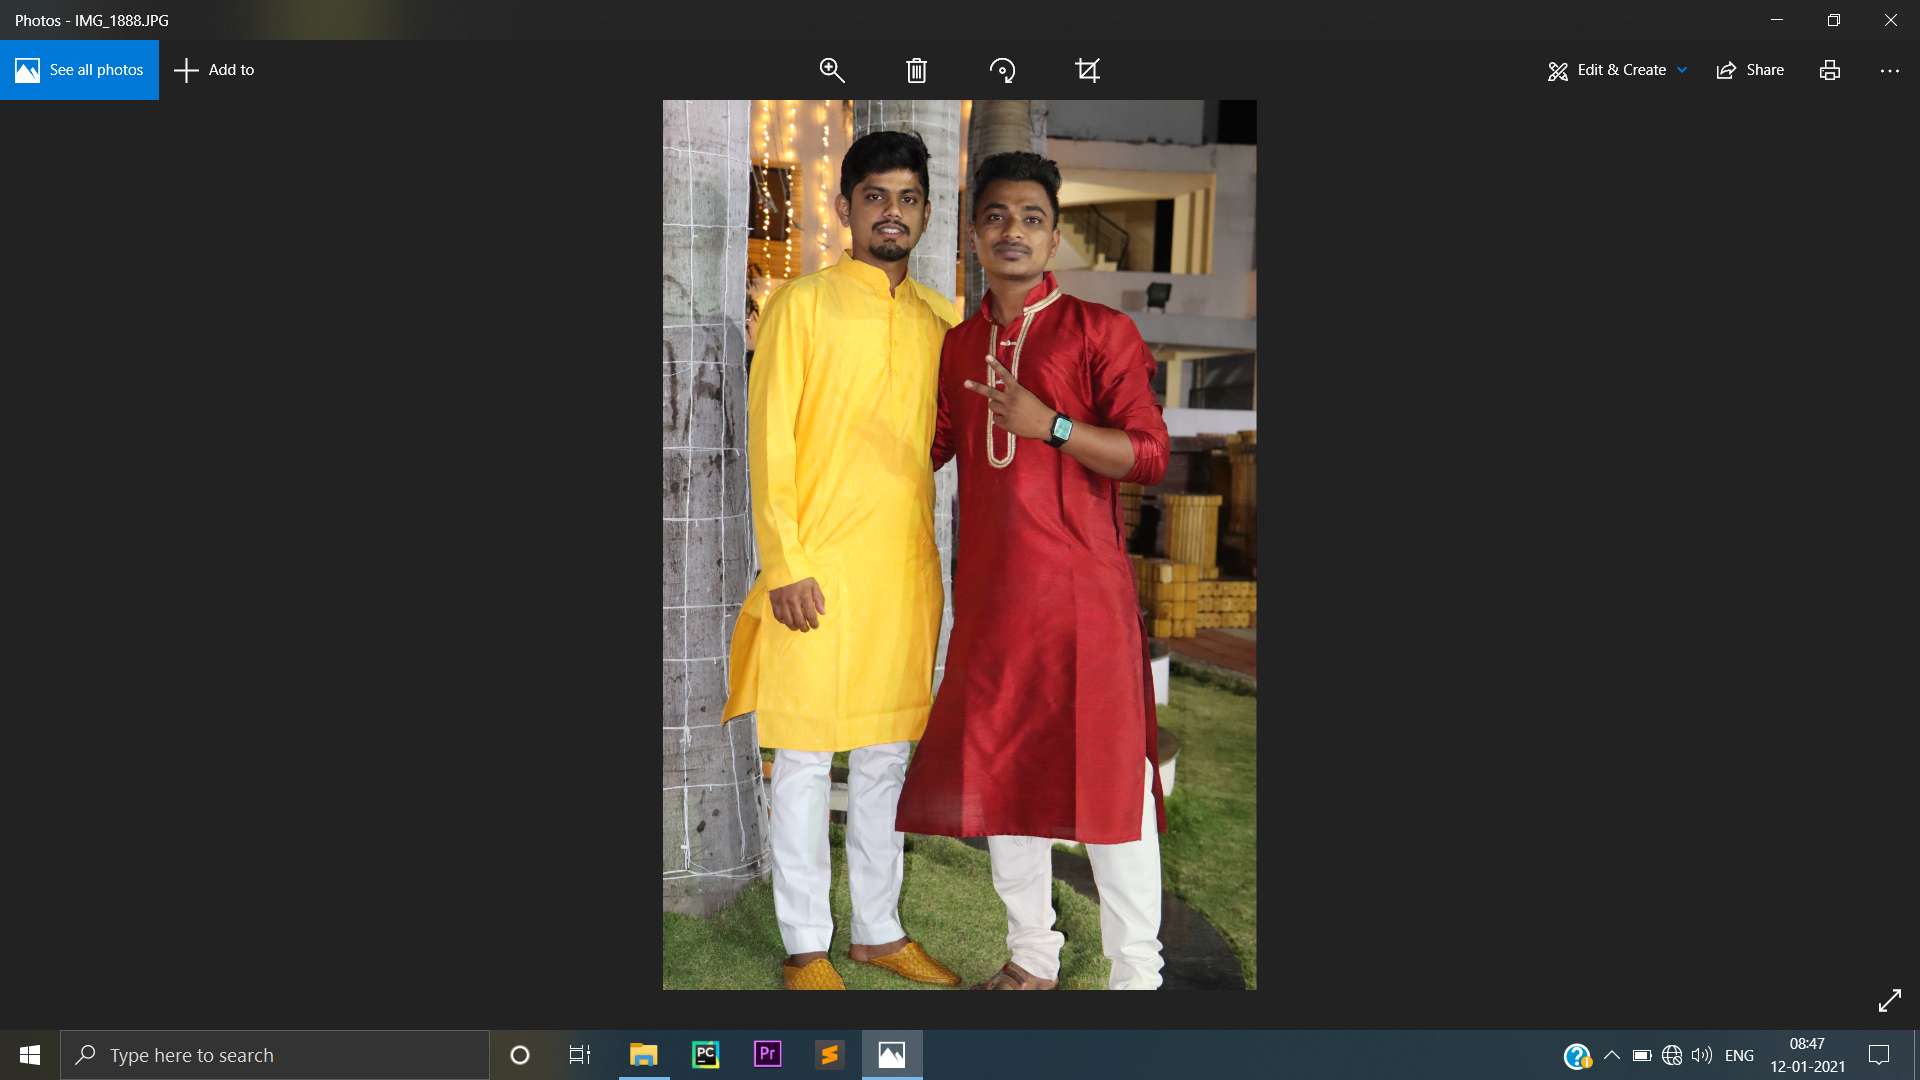 Photos - IMG_1888.JPG
See all photos
Add to
Edit & Create
Share
Type here to search
PC
Pr
ENG
08:47
12-01-2021